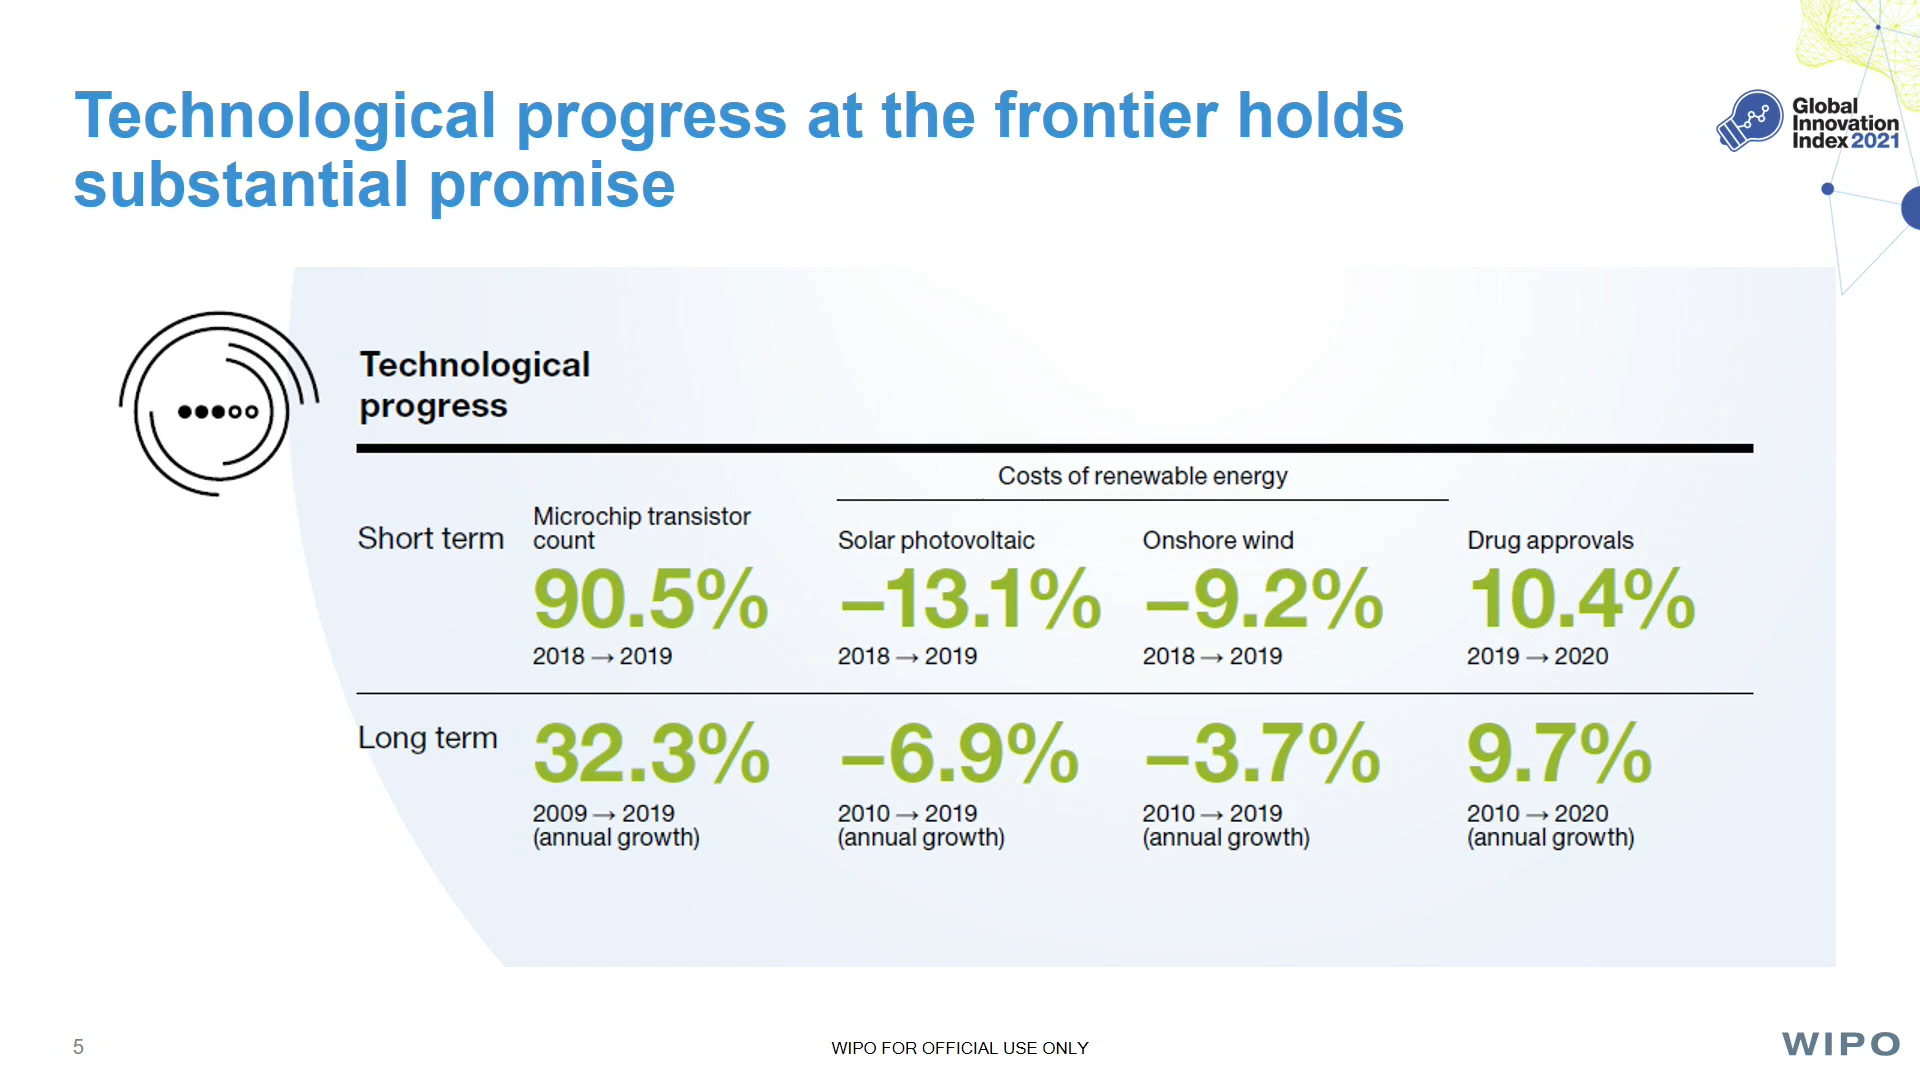 Technological progress at the frontier holds
substantial promise
Global
Innovation
Index 2021
Technological
progress
Costs of renewable energy
Short term
Microchip transistor
count
Solar photovoltaic
Onshore wind
Drug approvals
90.5%
–13.1%
–9.2%
10.4%
2018 → 2019
2018 → 2019
2018 → 2019
2019 → 2020
Long term
32.3%
–6.9%
–3.7%
9.7%
2009 → 2019
(annual growth)
2010 → 2019
(annual growth)
2010 → 2019
(annual growth)
2010 → 2020
(annual growth)
5
WIPO FOR OFFICIAL USE ONLY
WIPO